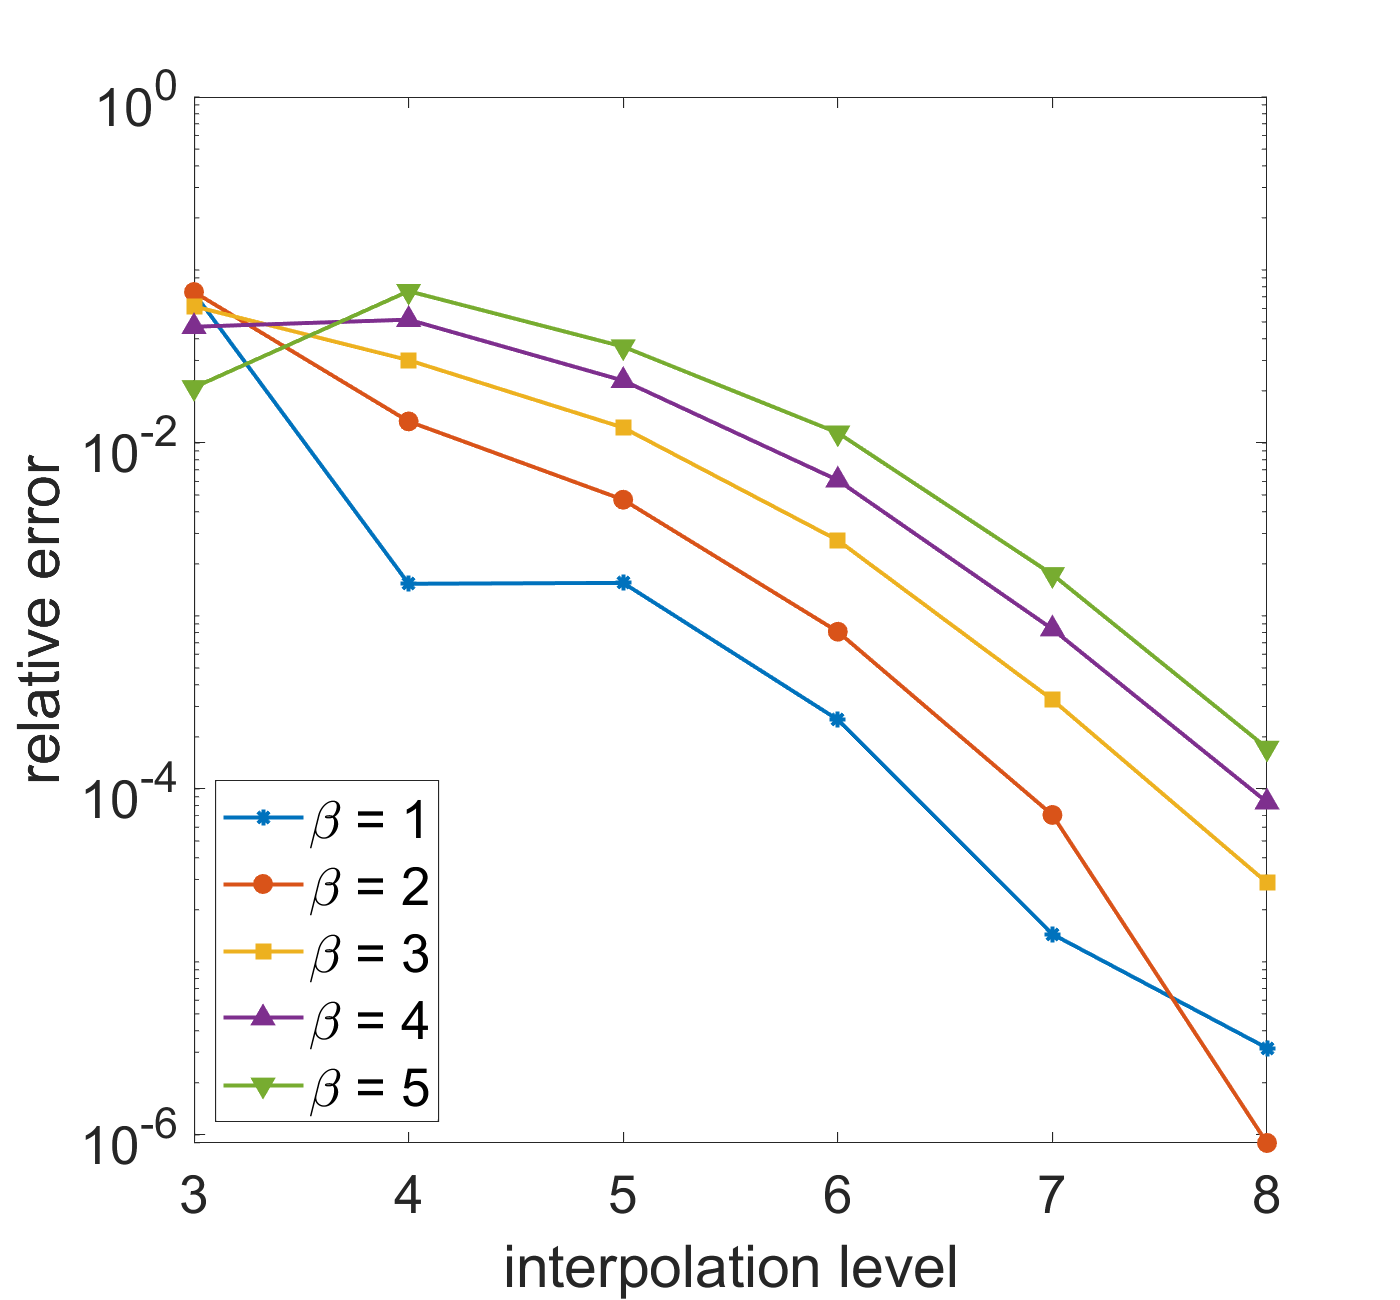 10^0
10^-2
10^-4
10^-6
relative error
β = 1
β = 2
β = 3
β = 4
β = 5
3 4 5 6 7 8
interpolation level